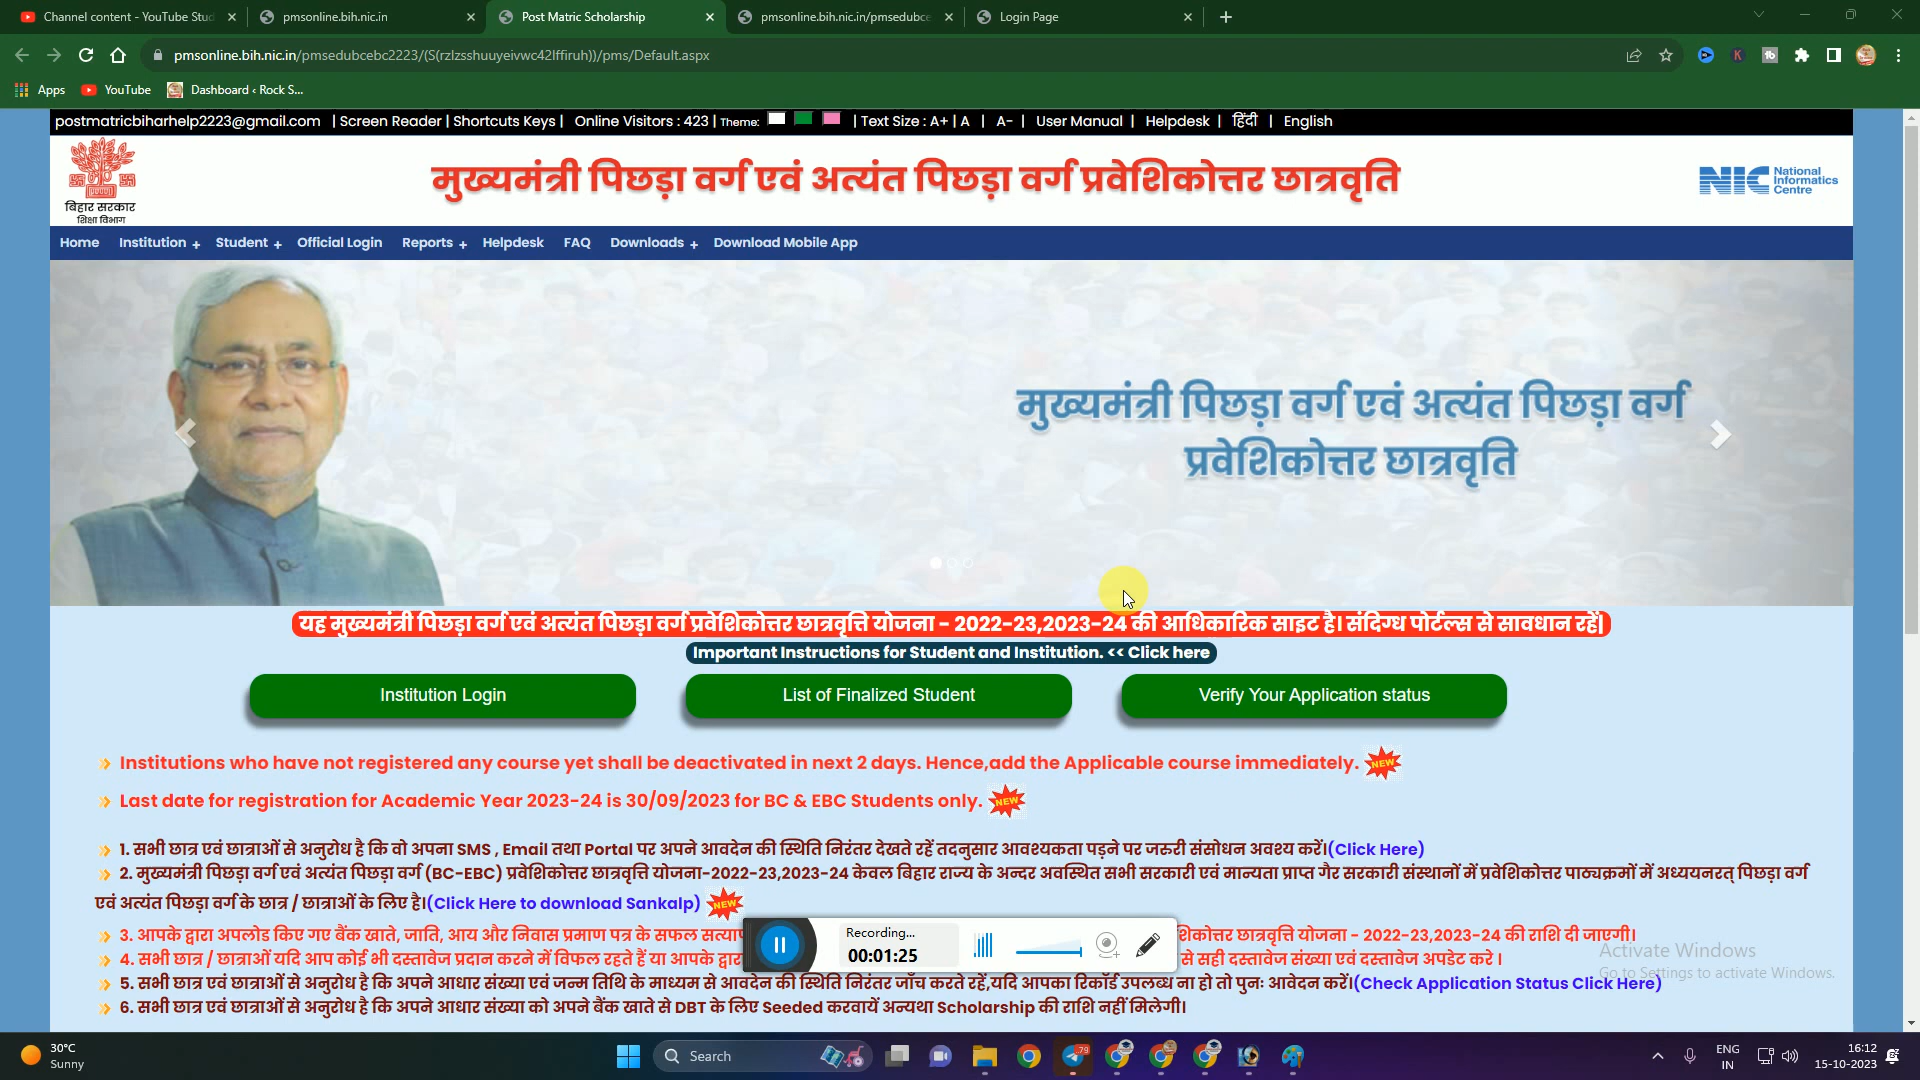 Channel content - YouTube Stud
pmsonline.bih.nic.in
Post Matric Scholarship
pmsonline.bih.nic.in/pmsedubce
Login Page
pmsonline.bih.nic.in/pmsedubcebc2223/(S(rzlzsshuuyeivwc42lffiruh))/pms/Default.aspx
Apps
YouTube
Dashboard ‹ Rock S...
postmatricbiharhelp2223@gmail.com | Screen Reader | Shortcuts Keys | Online Visitors : 423 | Theme: | Text Size : A+ | A | A- | User Manual | Helpdesk | हिंदी | English
बिहार सरकार
शिक्षा विभाग
मुख्यमंत्री पिछड़ा वर्ग एवं अत्यंत पिछड़ा वर्ग प्रवेशिकोत्तर छात्रवृति
NIC National Informatics Centre
Home Institution + Student + Official Login Reports + Helpdesk FAQ Downloads + Download Mobile App
मुख्यमंत्री पिछड़ा वर्ग एवं अत्यंत पिछड़ा वर्ग
प्रवेशिकोत्तर छात्रवृति
यह मुख्यमंत्री पिछड़ा वर्ग एवं अत्यंत पिछड़ा वर्ग प्रवेशिकोत्तर छात्रवृत्ति योजना - 2022-23,2023-24 की आधिकारिक साइट है। संदिग्ध पोर्टल्स से सावधान रहें|
Important Instructions for Student and Institution. << Click here
Institution Login
List of Finalized Student
Verify Your Application status
Institutions who have not registered any course yet shall be deactivated in next 2 days. Hence,add the Applicable course immediately. NEW
Last date for registration for Academic Year 2023-24 is 30/09/2023 for BC & EBC Students only. NEW
1. सभी छात्र एवं छात्राओं से अनुरोध है कि वो अपना SMS , Email तथा Portal पर अपने आवदेन की स्थिति निरंतर देखते रहें तदनुसार आवश्यकता पड़ने पर जरुरी संसोधन अवश्य करें।(Click Here)
2. मुख्यमंत्री पिछड़ा वर्ग एवं अत्यंत पिछड़ा वर्ग (BC-EBC) प्रवेशिकोत्तर छात्रवृत्ति योजना-2022-23,2023-24 केवल बिहार राज्य के अन्दर अवस्थित सभी सरकारी एवं मान्यता प्राप्त गैर सरकारी संस्थानों में प्रवेशिकोत्तर पाठ्यक्रमों में अध्ययनरत् पिछड़ा वर्ग
एवं अत्यंत पिछड़ा वर्ग के छात्र / छात्राओं के लिए है।(Click Here to download Sankalp) NEW
3. आपके द्वारा अपलोड किए गए बैंक खाते, जाति, आय और निवास प्रमाण पत्र के सफल छात्रवृत्ति योजना - 2022-23,2023-24 की राशि दी जाएगी।
4. सभी छात्र / छात्राओं यदि आप कोई भी दस्तावेज प्रदान करने में विफल रहते हैं या आपके से सही दस्तावेज संख्या एवं दस्तावेज अपडेट करे ।
5. सभी छात्र एवं छात्राओं से अनुरोध है कि अपने आधार संख्या एवं जन्म तिथि के माध्यम से आवदेन की स्थिति निरंतर जाँच करते रहें,यदि आपका रिकॉर्ड उपलब्ध ना हो तो पुनः आवेदन करें।(Check Application Status Click Here)
6. सभी छात्र एवं छात्राओं से अनुरोध है कि अपने आधार संख्या को अपने बैंक खाते से DBT के लिए Seeded करवायें अन्यथा Scholarship की राशि नहीं मिलेगी।
Recording...
00:01:25
Activate Windows
Go to Settings to activate Windows.
30°C
Sunny
Search
ENG
IN
16:12
15-10-2023